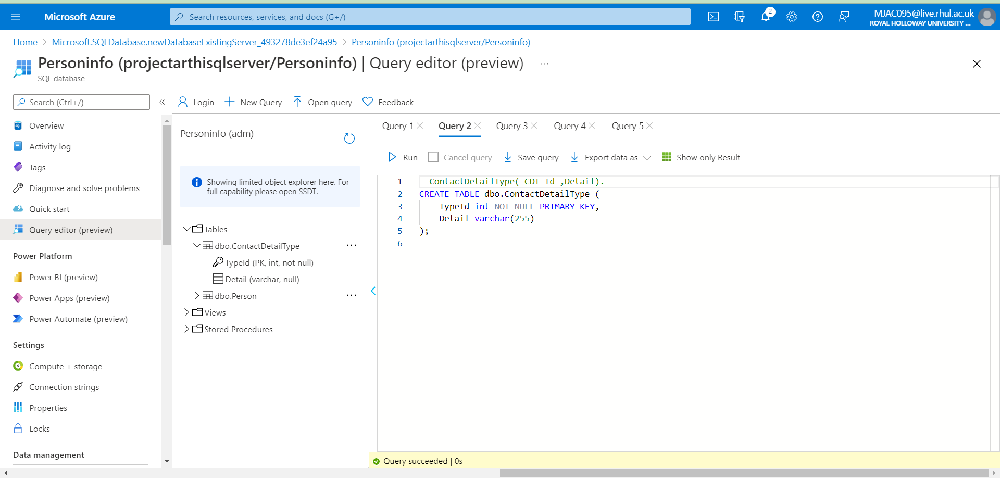 Microsoft Azure
Search resources, services, and docs (G+/)
2
MJAC095@live.rhul.ac.uk
ROYAL HOLLOWAY UNIVERSITY ...
Home > Microsoft.SQLDatabase.newDatabaseExistingServer_493278de3ef24a95 > Personinfo (projectarthisqlserver/Personinfo)
Personinfo (projectarthisqlserver/Personinfo) | Query editor (preview) ...
SQL database
Search (Ctrl+/)
«
Login
New Query
Open query
Feedback
SQL
Overview
Activity log
Tags
Diagnose and solve problems
Quick start
Query editor (preview)
Power Platform
Power BI (preview)
Power Apps (preview)
Power Automate (preview)
Settings
Compute + storage
Connection strings
Properties
Locks
Data management
Personinfo (adm)
Showing limited object explorer here. For
full capability please open SSDT.
Tables
dbo.ContactDetailType ...
TypeId (PK, int, not null)
Detail (varchar, null)
dbo.Person ...
Views
Stored Procedures
Query 1 Query 2 Query 3 Query 4 Query 5
Run Cancel query Save query Export data as Show only Result
1 --ContactDetailType(_CDT_Id_,Detail).
2 CREATE TABLE dbo.ContactDetailType (
3 TypeId int NOT NULL PRIMARY KEY,
4 Detail varchar(255)
5 );
6
Query succeeded | 0s